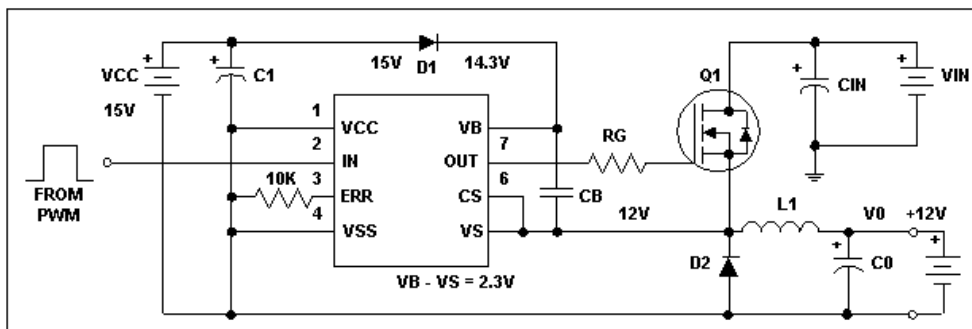 +
VCC
15V
+
C1
15V
D1
14.3V
Q1
+
CIN
+
VIN
1
VCC
2
IN
3
ERR
4
VSS
10K
FROM
PWM
VB
7
OUT
6
CS
VS
RG
CB
12V
L1
V0
+12V
D2
+
C0
+
VB - VS = 2.3V